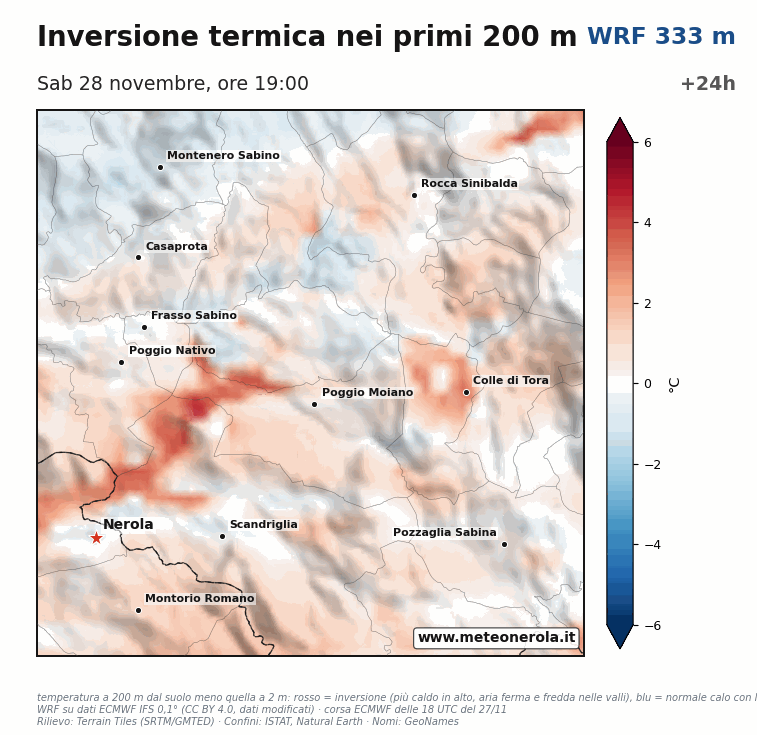 Inversione termica nei primi 200 m WRF 333 m
Sab 28 novembre, ore 19:00 +24h
Montenero Sabino
Rocca Sinibalda
Casaprota
Frasso Sabino
Poggio Nativo
Colle di Tora
Poggio Moiano
Nerola
Scandriglia
Pozzaglia Sabina
Montorio Romano
www.meteonerola.it
6
4
2
0
−2
−4
−6
°C
temperatura a 200 m dal suolo meno quella a 2 m: rosso = inversione (più caldo in alto, aria ferma e fredda nelle valli), blu = normale calo con
WRF su dati ECMWF IFS 0,1° (CC BY 4.0, dati modificati) · corsa ECMWF delle 18 UTC del 27/11
Rilievo: Terrain Tiles (SRTM/GMTED) · Confini: ISTAT, Natural Earth · Nomi: GeoNames